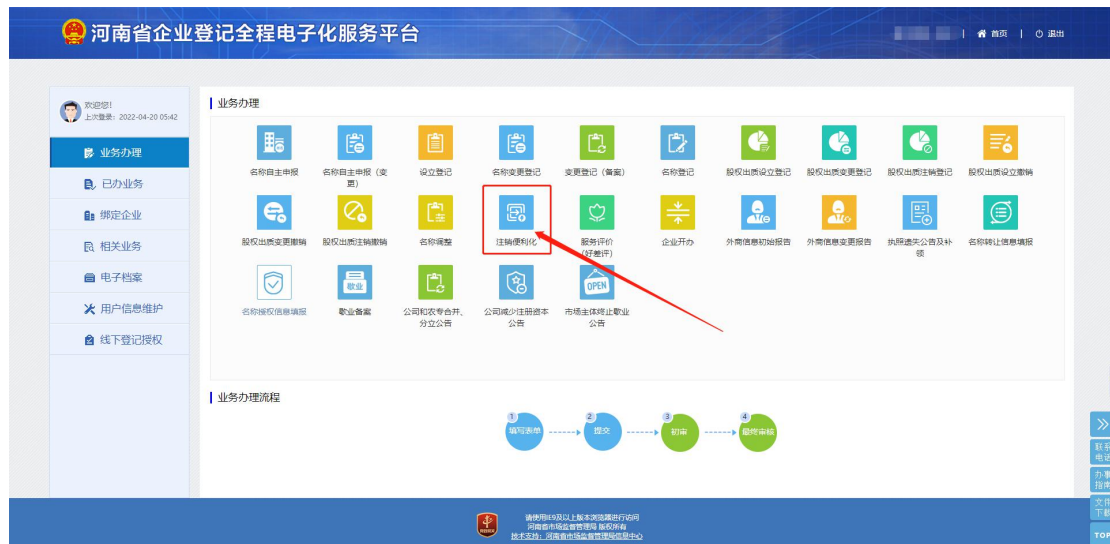 河南省企业登记全程电子化服务平台
首页 | 退出
欢迎您!
上次登录: 2022-04-20 05:42
业务办理
已办业务
绑定企业
相关业务
电子档案
用户信息维护
线下登记授权
业务办理
名称自主申报
名称自主申报 (变
更)
设立登记
名称变更登记
变更登记 (备案)
名称登记
股权出质设立登记
股权出质变更登记
股权出质注销登记
股权出质设立撤销
股权出质变更撤销
股权出质注销撤销
名称调整
注销便利化
服务评价
(好差评)
企业开办
外商信息初始报告
外商信息变更报告
执照遗失公告及补
领
名称转让信息填报
名称授权信息填报
歇业
歇业备案
公司和农专合并、
分立公告
公司减少注册资本
公告
OPEN
市场主体终止歇业
公告
业务办理流程
1
填写表单
2
提交
3
初审
4
最终审核
联系
电话
办事
指南
文件
下载
TOP
请使用IE9及以上版本浏览器进行访问
河南省市场监督管理局 版权所有
技术支持: 河南省市场监督管理局信息中心